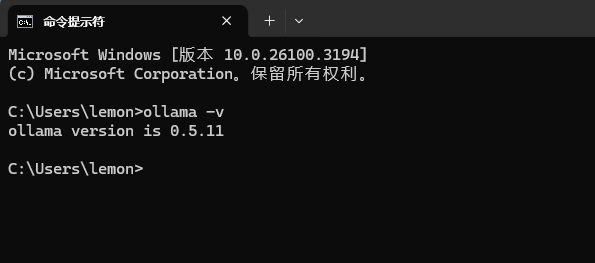 命令提示符
Microsoft Windows [版本 10.0.26100.3194]
(c) Microsoft Corporation。保留所有权利。
C:\Users\lemon>ollama -v
ollama version is 0.5.11
C:\Users\lemon>